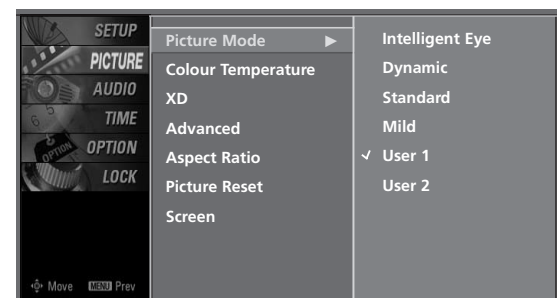 SETUP
PICTURE
AUDIO
TIME
OPTION
LOCK
Move MENU Prev
Picture Mode ►
Colour Temperature
XD
Advanced
Aspect Ratio
Picture Reset
Screen
Intelligent Eye
Dynamic
Standard
Mild
✓ User 1
User 2